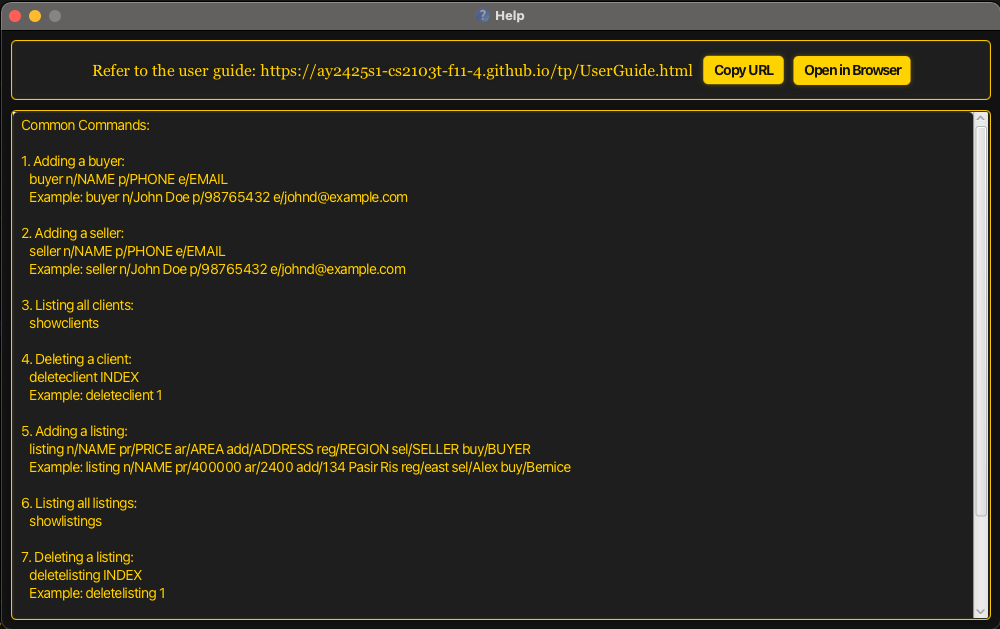 Help
Refer to the user guide: https://ay2425s1-cs2103t-f11-4.github.io/tp/UserGuide.html Copy URL Open in Browser
Common Commands:
1. Adding a buyer:
buyer n/NAME p/PHONE e/EMAIL
Example: buyer n/John Doe p/98765432 e/johnd@example.com
2. Adding a seller:
seller n/NAME p/PHONE e/EMAIL
Example: seller n/John Doe p/98765432 e/johnd@example.com
3. Listing all clients:
showclients
4. Deleting a client:
deleteclient INDEX
Example: deleteclient 1
5. Adding a listing:
listing n/NAME pr/PRICE ar/AREA add/ADDRESS reg/REGION sel/SELLER buy/BUYER
Example: listing n/NAME pr/400000 ar/2400 add/134 Pasir Ris reg/east sel/Alex buy/Bernice
6. Listing all listings:
showlistings
7. Deleting a listing:
deletelisting INDEX
Example: deletelisting 1